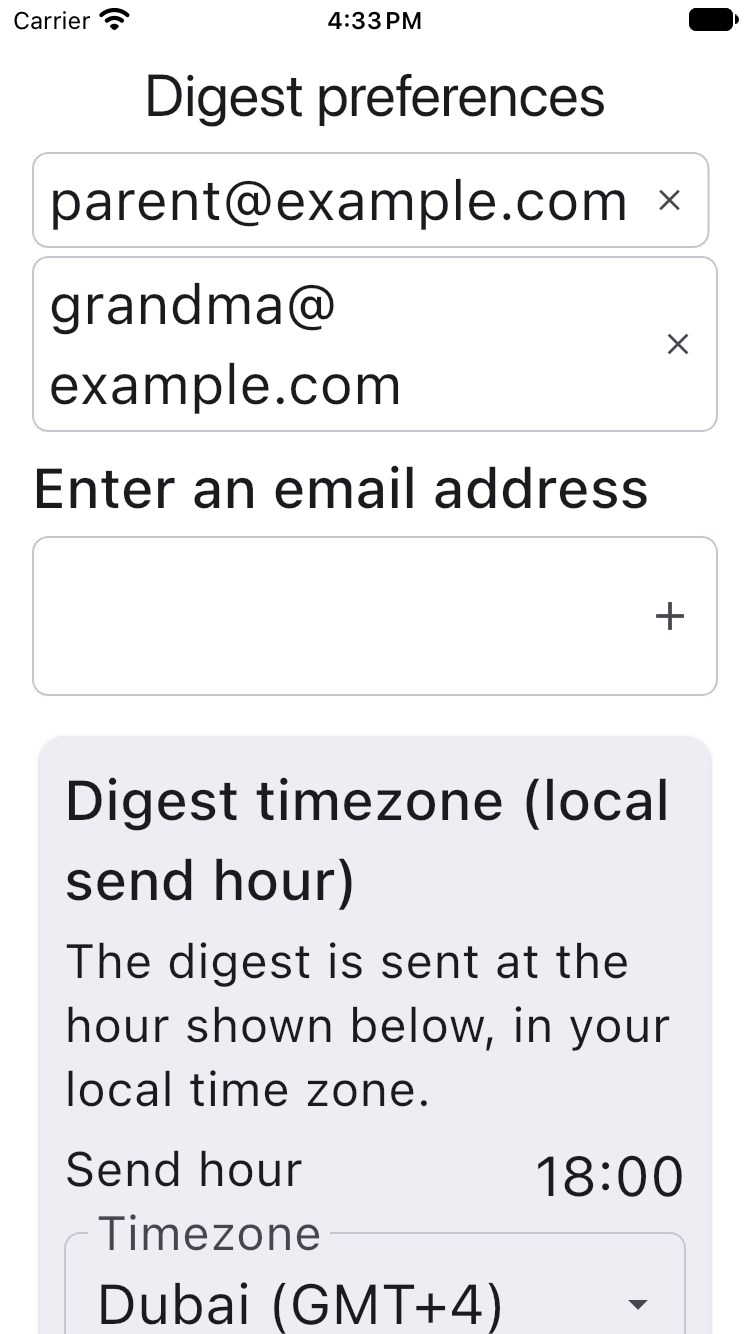 Carrier 4:33 PM
Digest preferences
parent@example.com
grandma@
example.com
Enter an email address
Digest timezone (local
send hour)
The digest is sent at the
hour shown below, in your
local time zone.
Send hour 18:00
Timezone
Dubai (GMT+4)